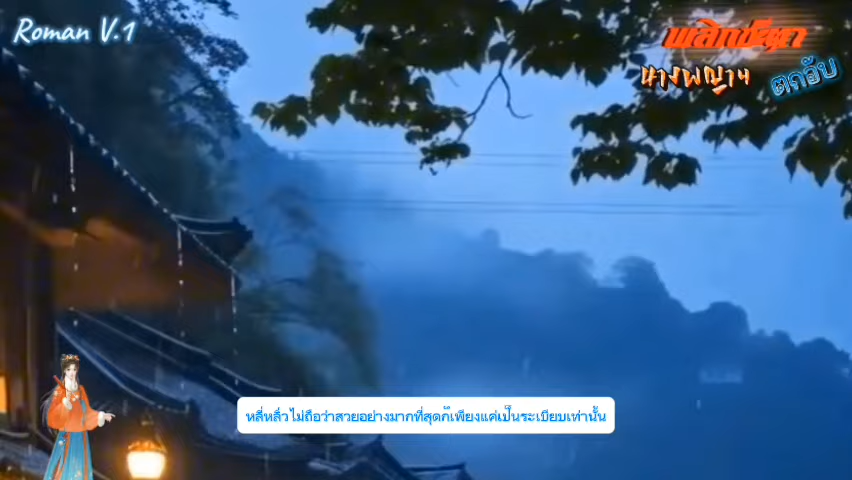 Roman V.1
พลิกชะตา
นางพญาฯ
ตกอับ
หลี่หลิ่วไม่ถือว่าสวยอย่างมากที่สุดก็เพียงแค่เป็นระเบียบเท่านั้น